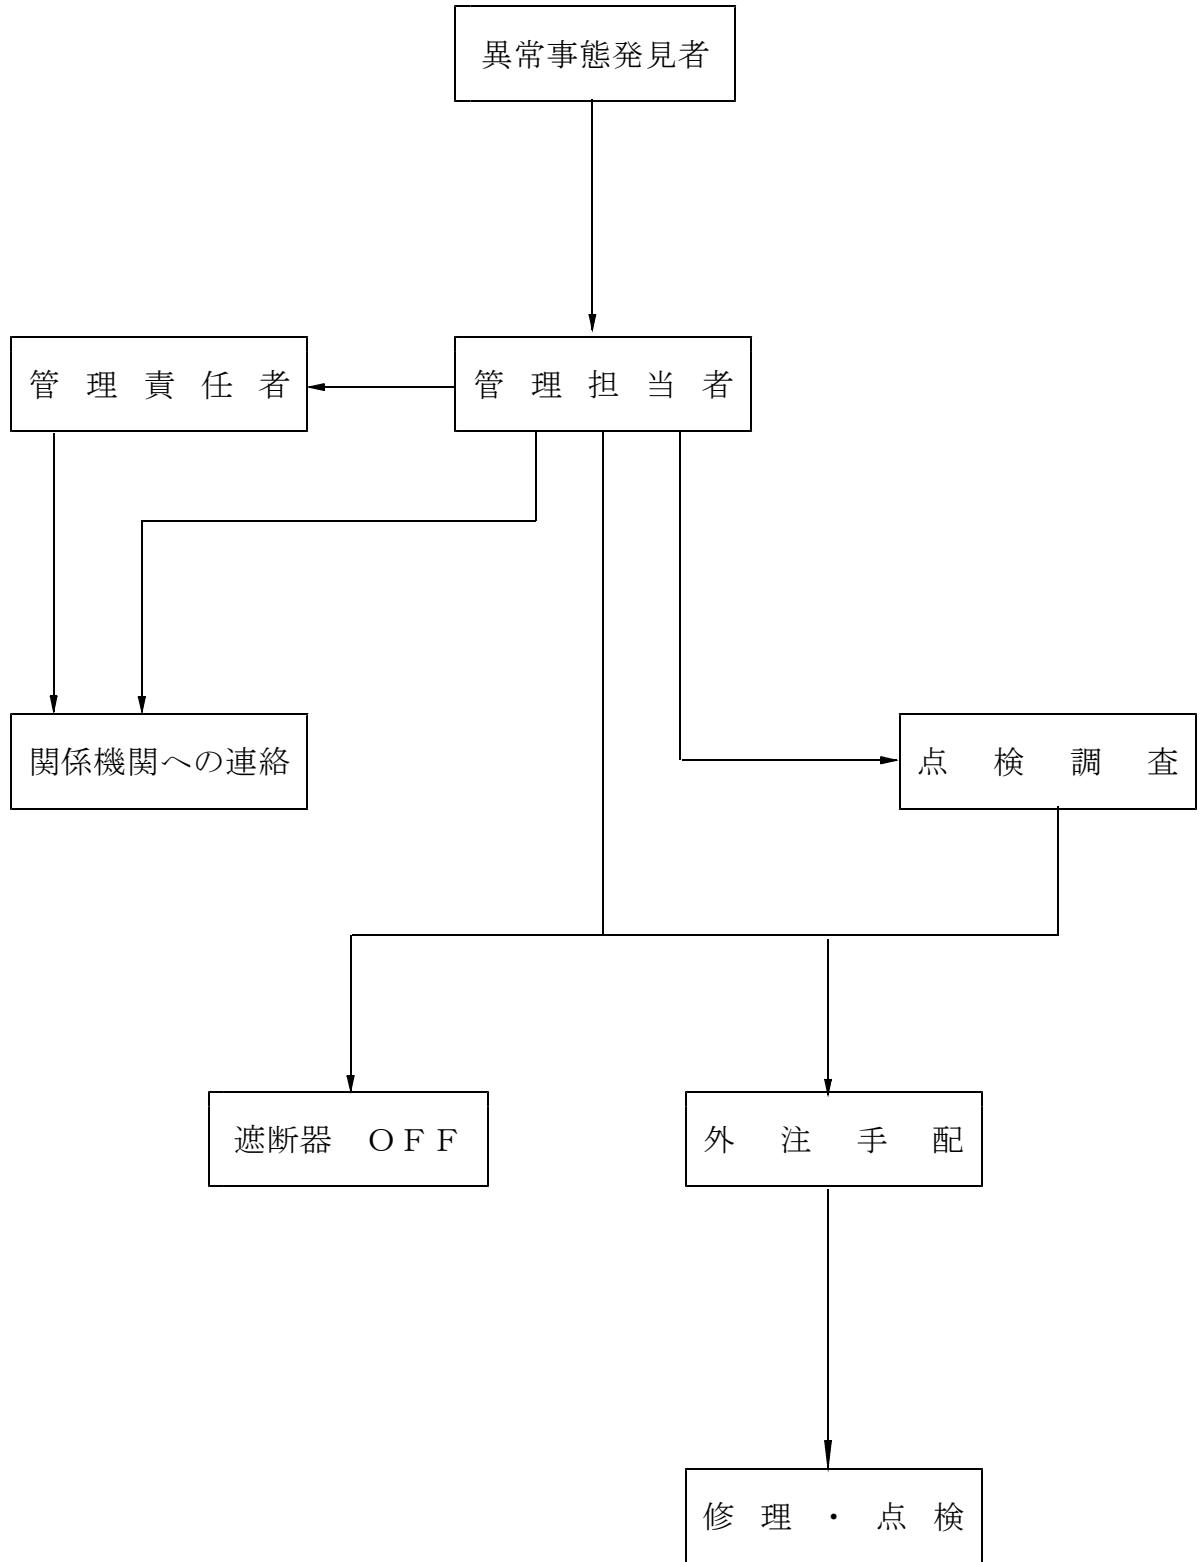 異常事態発見者
管理責任者
管理担当者
関係機関への連絡
点検調査
遮断器　ＯＦＦ
外注手配
修理・点検